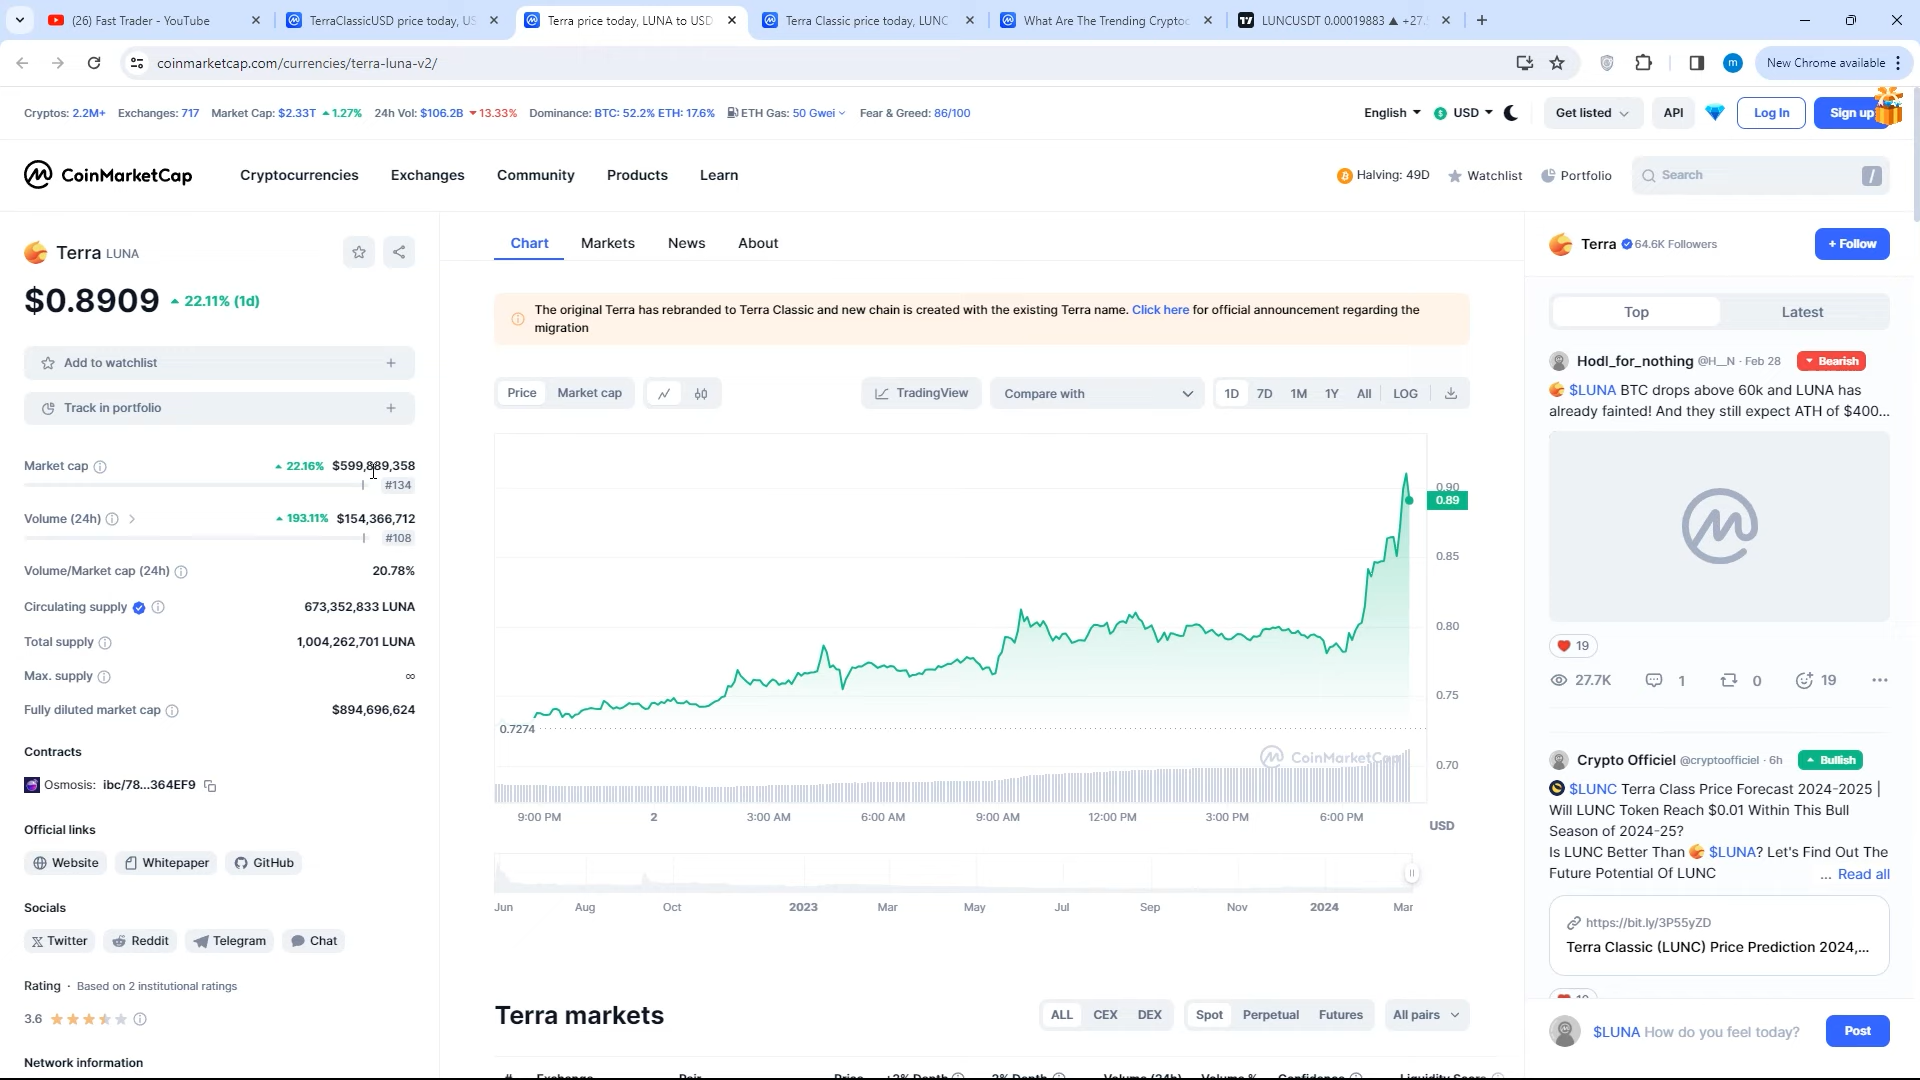 (26) Fast Trader - YouTube
TerraClassicUSD price today, US
Terra price today, LUNA to USD
Terra Classic price today, LUNC
What Are The Trending Cryptoc
LUNCUSDT 0.00019883 ▲ +27.
coinmarketcap.com/currencies/terra-luna-v2/
New Chrome available
Cryptos: 2.2M+ Exchanges: 717 Market Cap: $2.33T ▲ 1.27% 24h Vol: $106.2B ▼ 13.33% Dominance: BTC: 52.2% ETH: 17.6% ETH Gas: 50 Gwei Fear & Greed: 86/100
English USD Get listed API Log In Sign up
CoinMarketCap
Cryptocurrencies Exchanges Community Products Learn
Halving: 49D Watchlist Portfolio Search /
Terra LUNA
$0.8909 ▲ 22.11% (1d)
Add to watchlist +
Track in portfolio +
Market cap ▲ 22.16% $599,889,358
#134
Volume (24h) ▲ 193.11% $154,366,712
#108
Volume/Market cap (24h) 20.78%
Circulating supply 673,352,833 LUNA
Total supply 1,004,262,701 LUNA
Max. supply ∞
Fully diluted market cap $894,696,624
Contracts
Osmosis: ibc/78...364EF9
Official links
Website Whitepaper GitHub
Socials
Twitter Reddit Telegram Chat
Rating · Based on 2 institutional ratings
3.6
Network information
Chart Markets News About
The original Terra has rebranded to Terra Classic and new chain is created with the existing Terra name. Click here for official announcement regarding the
migration
Price Market cap
TradingView Compare with 1D 7D 1M 1Y All LOG
0.90
0.89
0.85
0.80
0.75
0.7274
0.70
CoinMarketCap
9:00 PM 2 3:00 AM 6:00 AM 9:00 AM 12:00 PM 3:00 PM 6:00 PM
USD
Jun Aug Oct 2023 Mar May Jul Sep Nov 2024 Mar
Terra markets
ALL CEX DEX Spot Perpetual Futures All pairs
# Exchange Pair Price +2% Depth -2% Depth Volume (24h) Volume % Confidence Liquidity Score
Terra 64.6K Followers
+ Follow
Top Latest
Hodl_for_nothing @H__N · Feb 28 ▼ Bearish
$LUNA BTC drops above 60k and LUNA has
already fainted! And they still expect ATH of $400...
19
27.7K 1 0 19 ...
Crypto Officiel @cryptoofficiel · 6h ▲ Bullish
$LUNC Terra Class Price Forecast 2024-2025 |
Will LUNC Token Reach $0.01 Within This Bull
Season of 2024-25?
Is LUNC Better Than $LUNA? Let's Find Out The
Future Potential Of LUNC ... Read all
https://bit.ly/3P55yZD
Terra Classic (LUNC) Price Prediction 2024,...
$LUNA How do you feel today?
Post